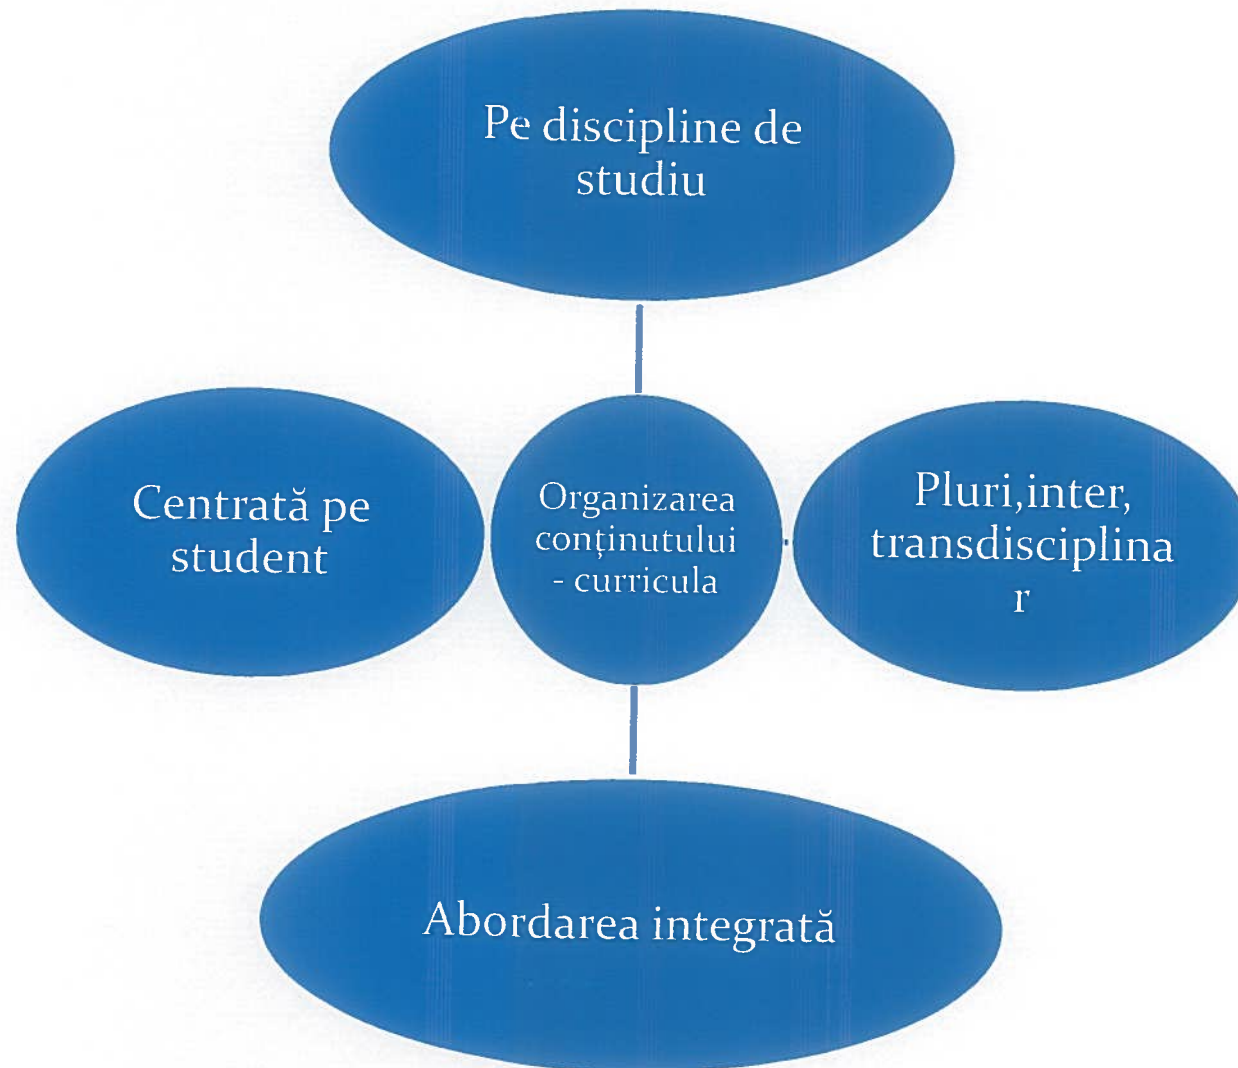 Pe discipline de
studiu
Centrată pe
student
Organizarea
conținutului
- curricula
Pluri,inter,
transdisciplina
r
Abordarea integrată